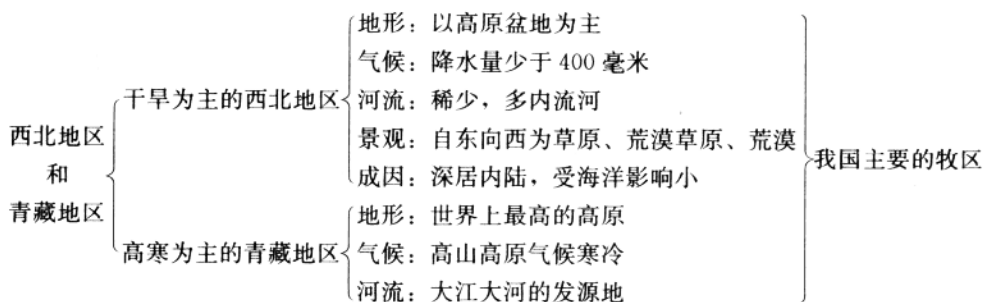 西北地区
和
青藏地区
干旱为主的西北地区
地形：以高原盆地为主
气候：降水量少于 400 毫米
河流：稀少，多内流河
景观：自东向西为草原、荒漠草原、荒漠
成因：深居内陆，受海洋影响小
高寒为主的青藏地区
地形：世界上最高的高原
气候：高山高原气候寒冷
河流：大江大河的发源地
我国主要的牧区